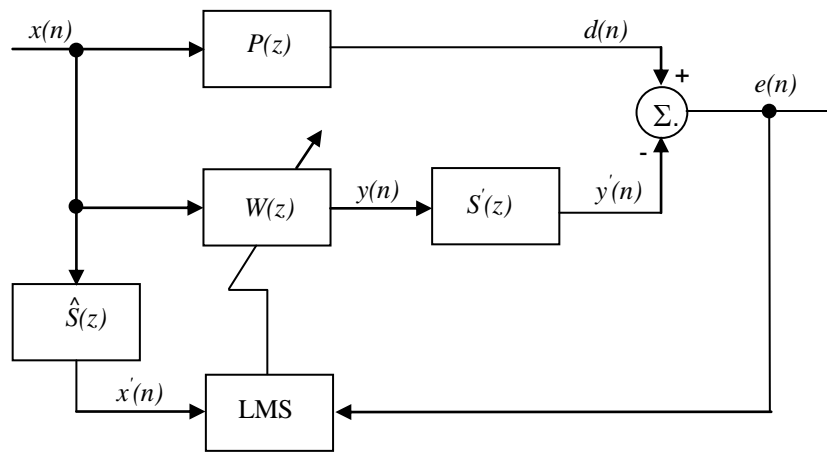 x(n)
P(z)
d(n)
+
e(n)
Σ.
-
W(z)
y(n)
S'(z)
y'(n)
Ŝ(z)
x'(n)
LMS